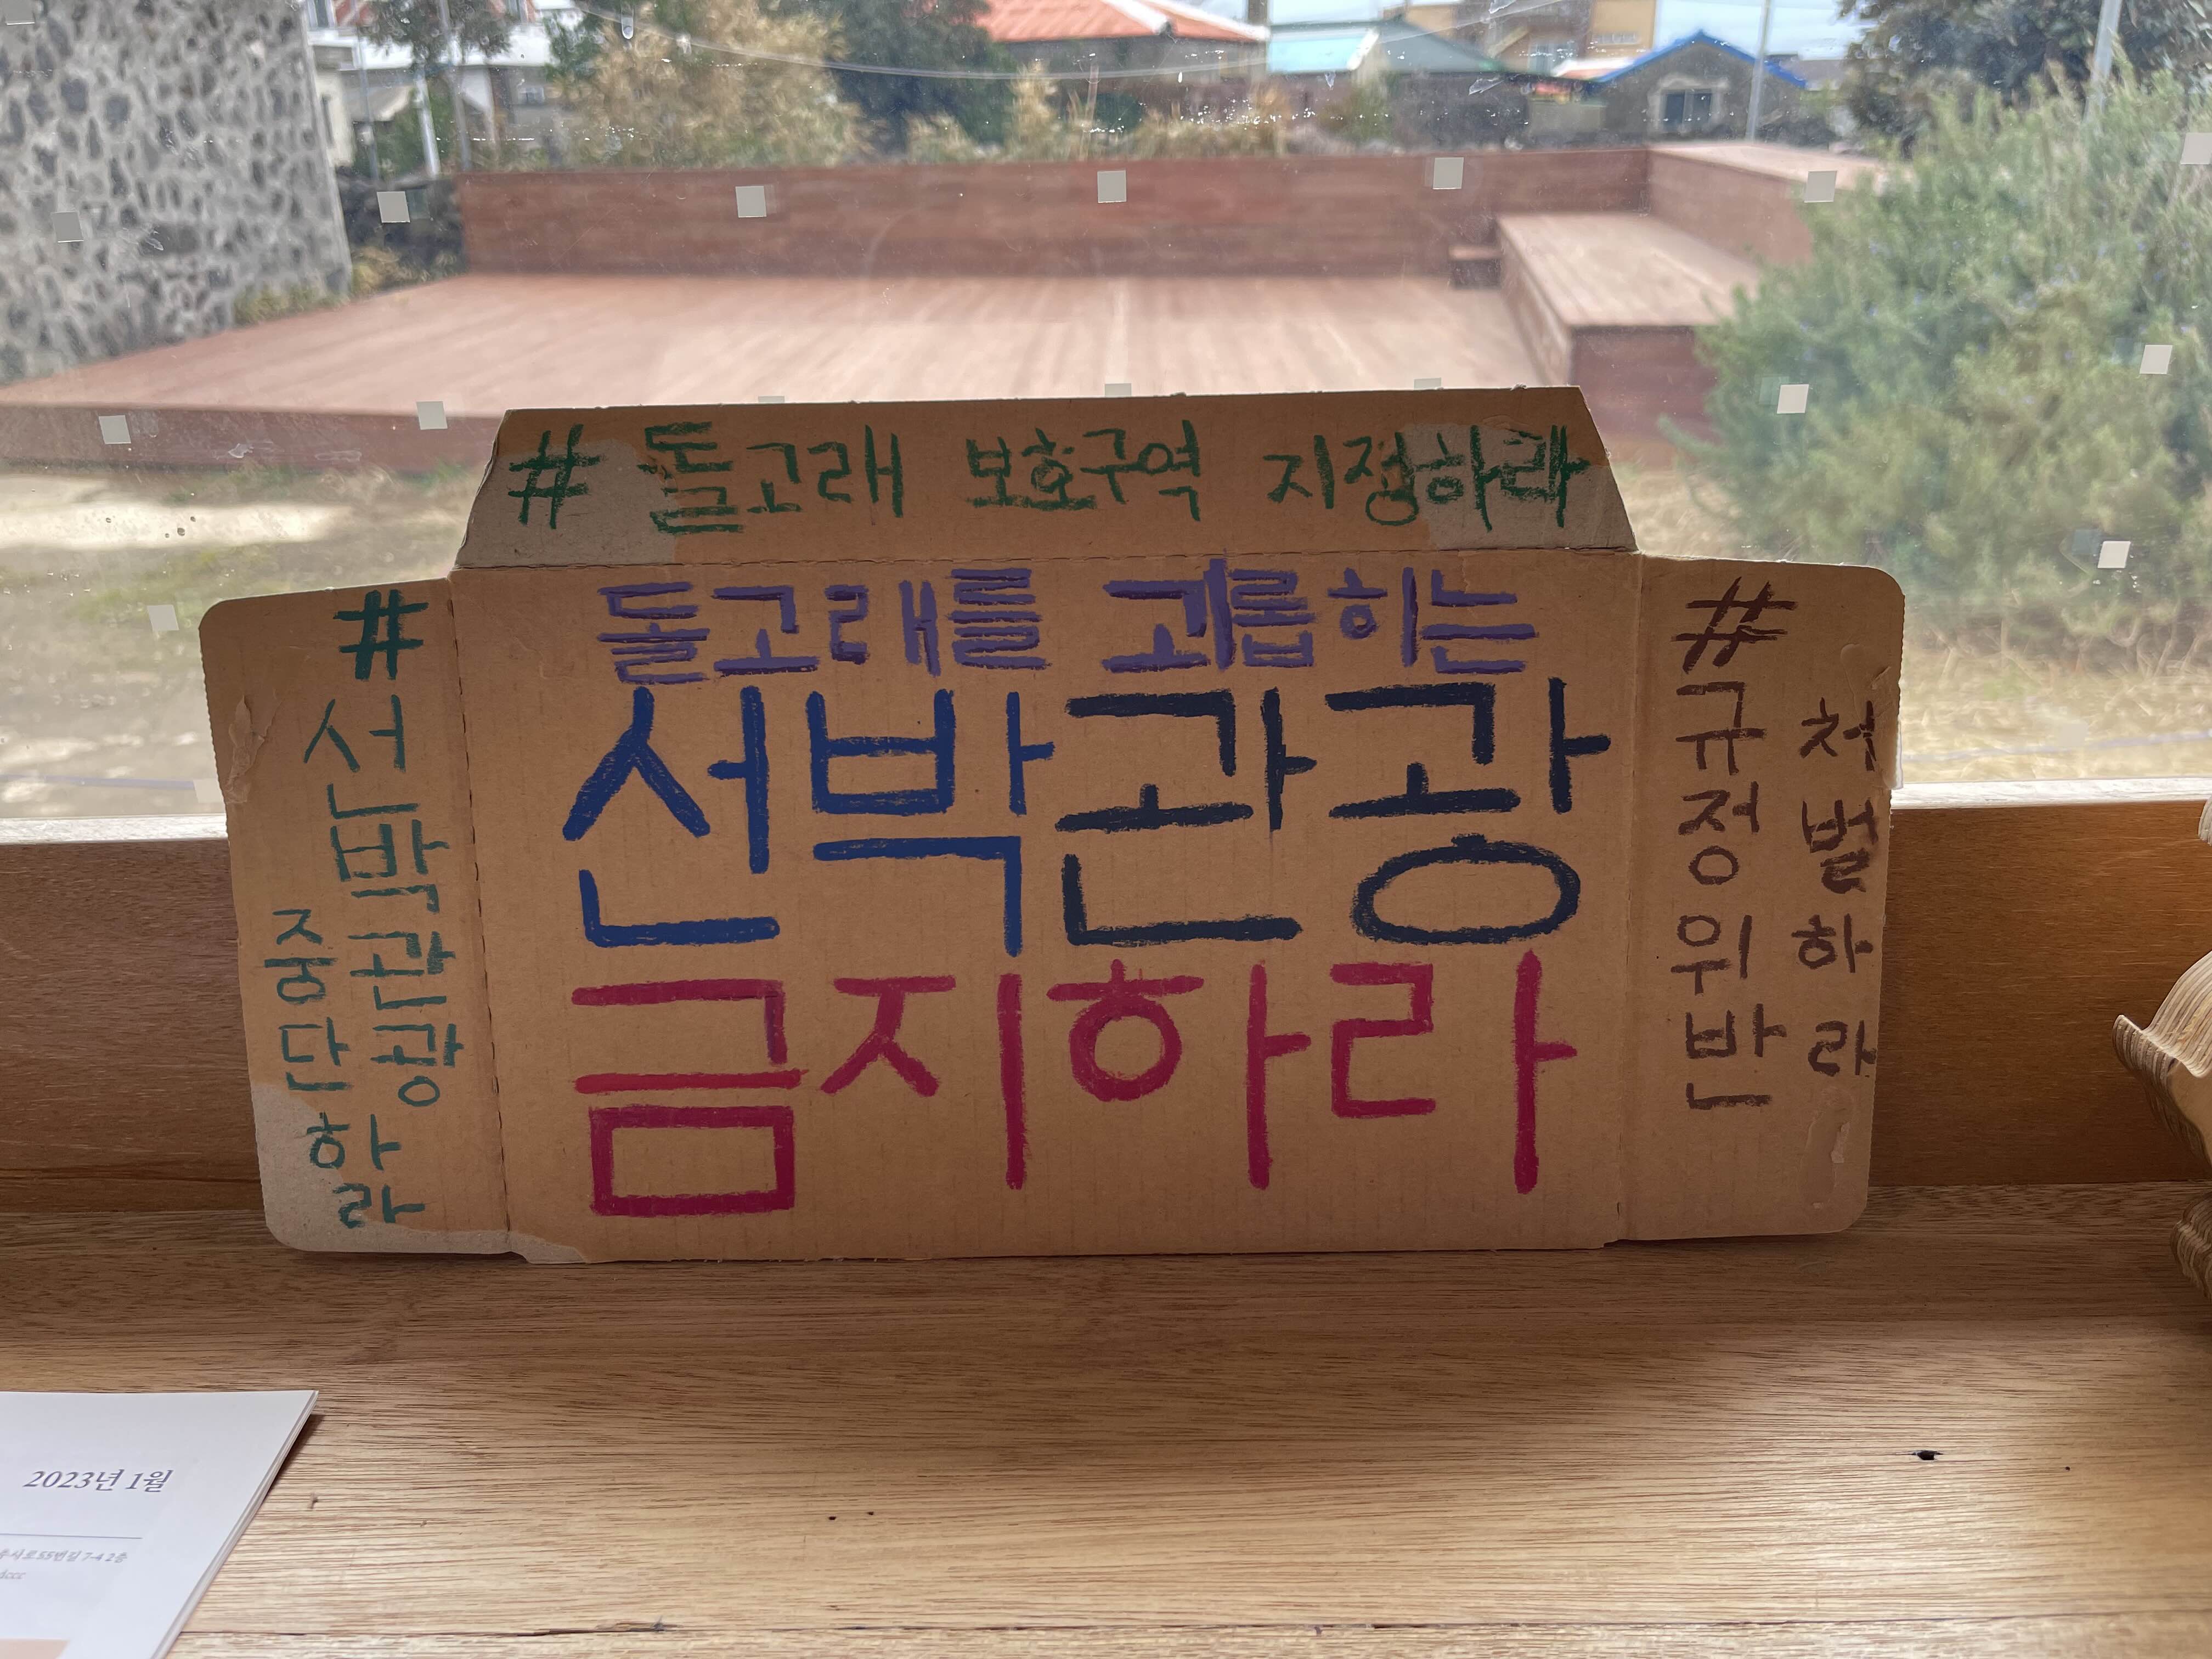 # 돌고래 보호구역 지정하라
돌고래를 괴롭히는
선박관광
금지하라
# 선박관광
중단하라
# 규정위반
처벌하라
2023년 1월